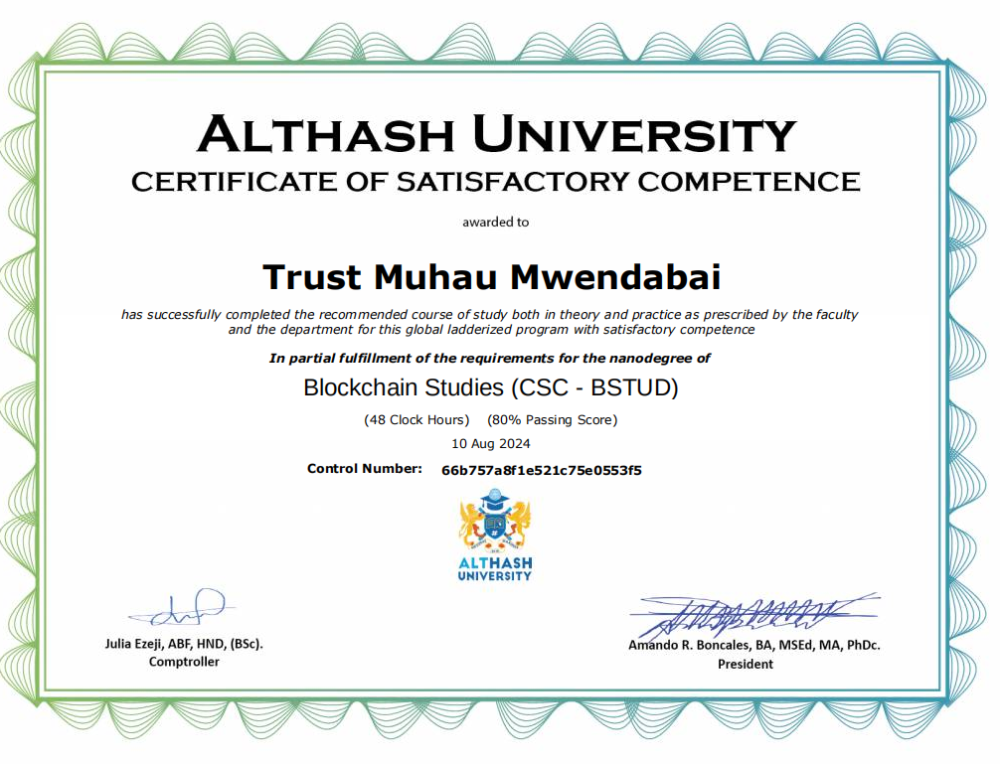 ALTHASH UNIVERSITY
CERTIFICATE OF SATISFACTORY COMPETENCE
awarded to
Trust Muhau Mwendabai
has successfully completed the recommended course of study both in theory and practice as prescribed by the faculty
and the department for this global ladderized program with satisfactory competence
In partial fulfillment of the requirements for the nanodegree of
Blockchain Studies (CSC - BSTUD)
(48 Clock Hours) (80% Passing Score)
10 Aug 2024
Control Number: 66b757a8f1e521c75e0553f5
ALTHASH
UNIVERSITY
Julia Ezeji, ABF, HND, (BSc).
Comptroller
Amando R. Boncales, BA, MSEd, MA, PhDc.
President